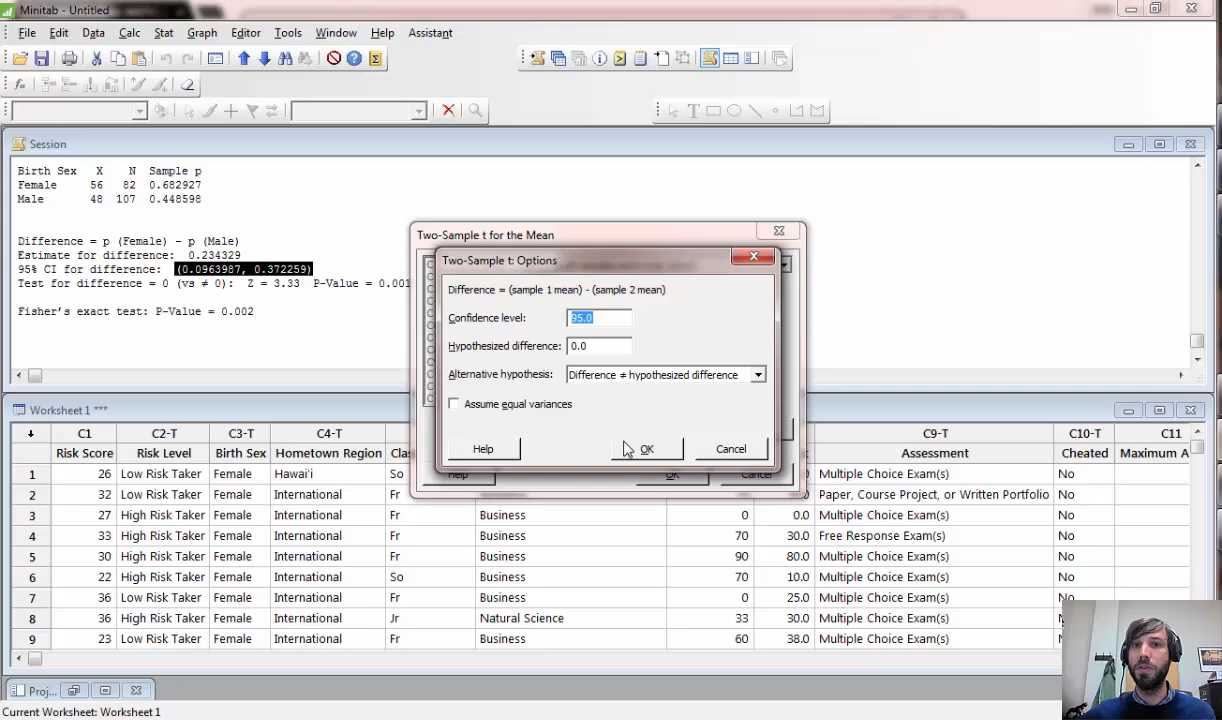 Minitab - Untitled
File Edit Data Calc Stat Graph Editor Tools Window Help Assistant
Session
Birth Sex X N Sample p
Female 56 82 0.682927
Male 48 107 0.448598
Difference = p (Female) - p (Male)
Estimate for difference: 0.234329
95% CI for difference: (0.0963987, 0.372259)
Test for difference = 0 (vs ≠ 0): Z = 3.33 P-Value = 0.001
Fisher's exact test: P-Value = 0.002
Two-Sample t for the Mean
Two-Sample t: Options
Difference = (sample 1 mean) - (sample 2 mean)
Confidence level: 95.0
Hypothesized difference: 0.0
Alternative hypothesis: Difference ≠ hypothesized difference
Assume equal variances
Help OK Cancel
Help OK Cancel
Worksheet 1 ***
C1 C2-T C3-T C4-T C9-T C10-T C11
Risk Score Risk Level Birth Sex Hometown Region Clas Assessment Cheated Maximum A
1 26 Low Risk Taker Female Hawai'i So Multiple Choice Exam(s) No
2 32 Low Risk Taker Female International Fr Paper, Course Project, or Written Portfolio No
3 27 High Risk Taker Female International Fr Business 0 0.0 Multiple Choice Exam(s) No
4 33 High Risk Taker Female International Fr Business 70 30.0 Free Response Exam(s) No
5 30 High Risk Taker Female International Fr Business 90 80.0 Multiple Choice Exam(s) No
6 22 High Risk Taker Female International So Business 70 10.0 Multiple Choice Exam(s) No
7 36 Low Risk Taker Female International Fr Business 0 25.0 Multiple Choice Exam(s) No
8 36 High Risk Taker Female International Jr Natural Science 33 30.0 Multiple Choice Exam(s)
9 23 Low Risk Taker Female International Fr Business 60 38.0 Multiple Choice Exam(s)
Proj...
Current Worksheet: Worksheet 1